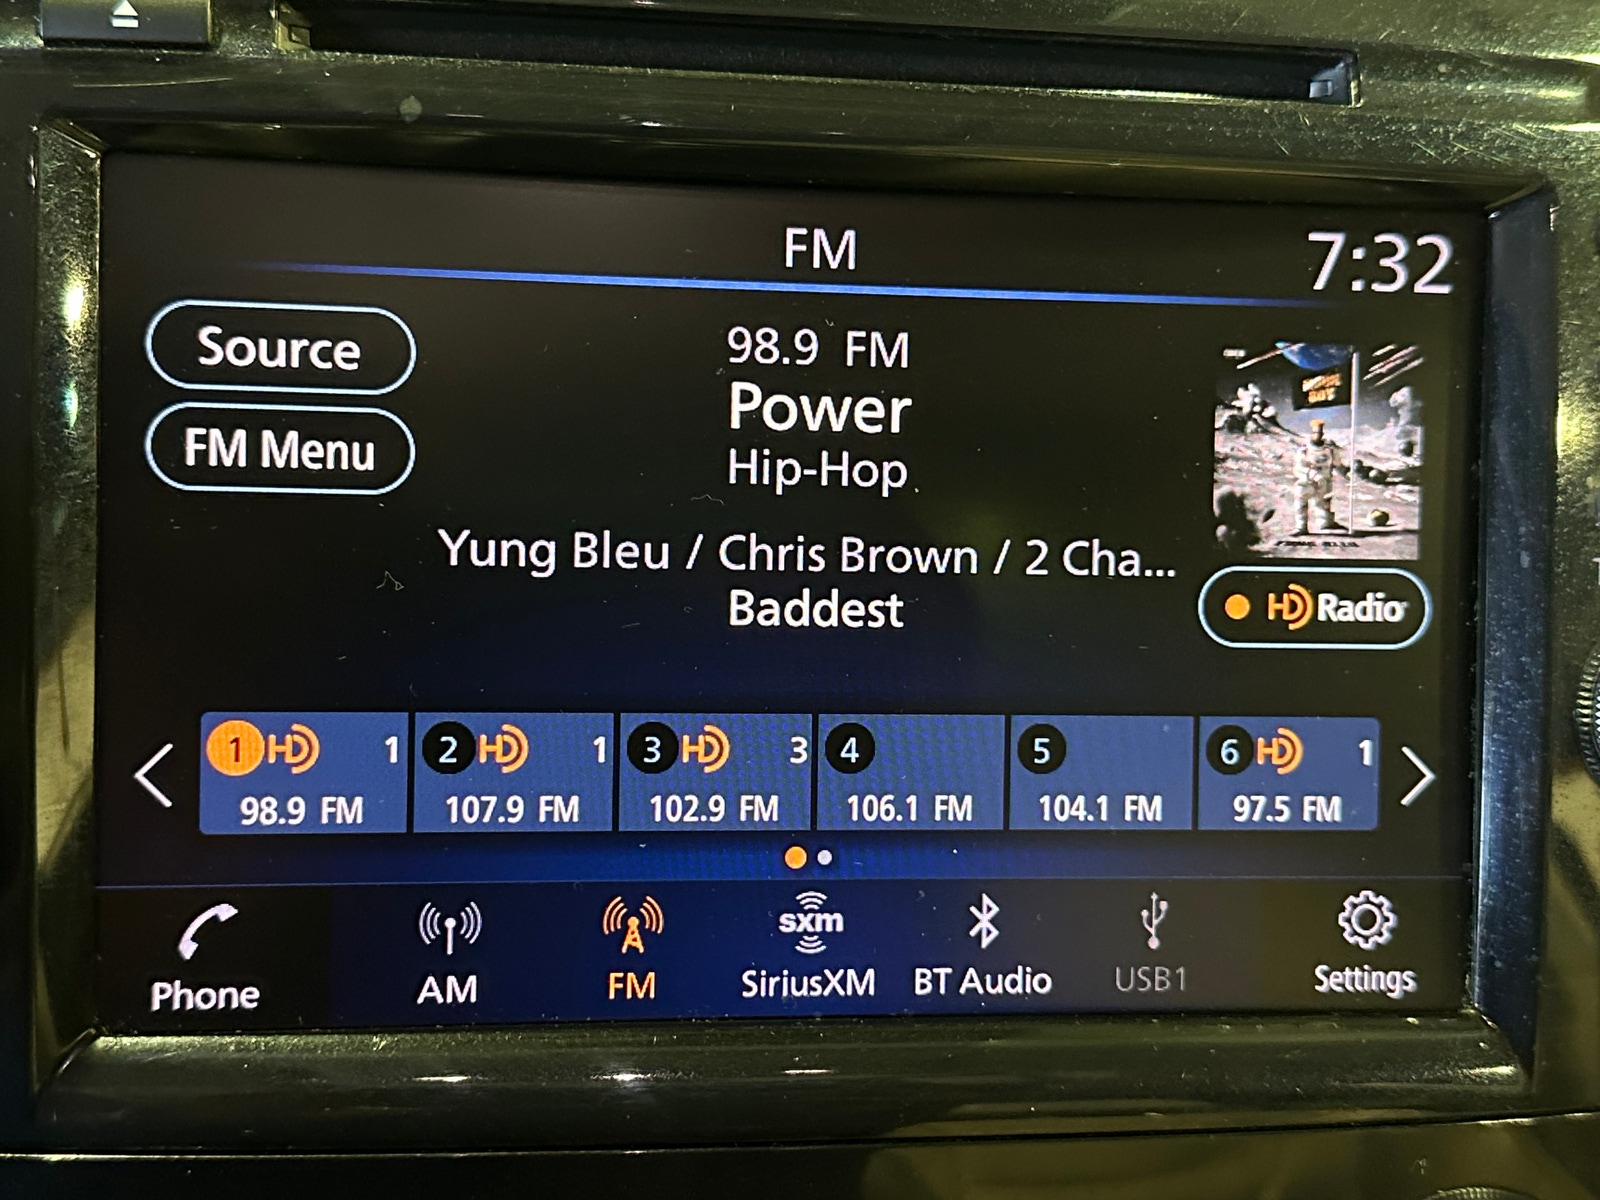 FM
7:32
Source
98.9 FM
Power
FM Menu
Hip-Hop
Yung Bleu / Chris Brown / 2 Cha...
Baddest
HD Radio
1 HD 1
98.9 FM
2 HD 1
107.9 FM
3 HD 3
102.9 FM
4
106.1 FM
5
104.1 FM
6 HD 1
97.5 FM
sxm
Phone
AM
FM
SiriusXM
BT Audio
USB1
Settings